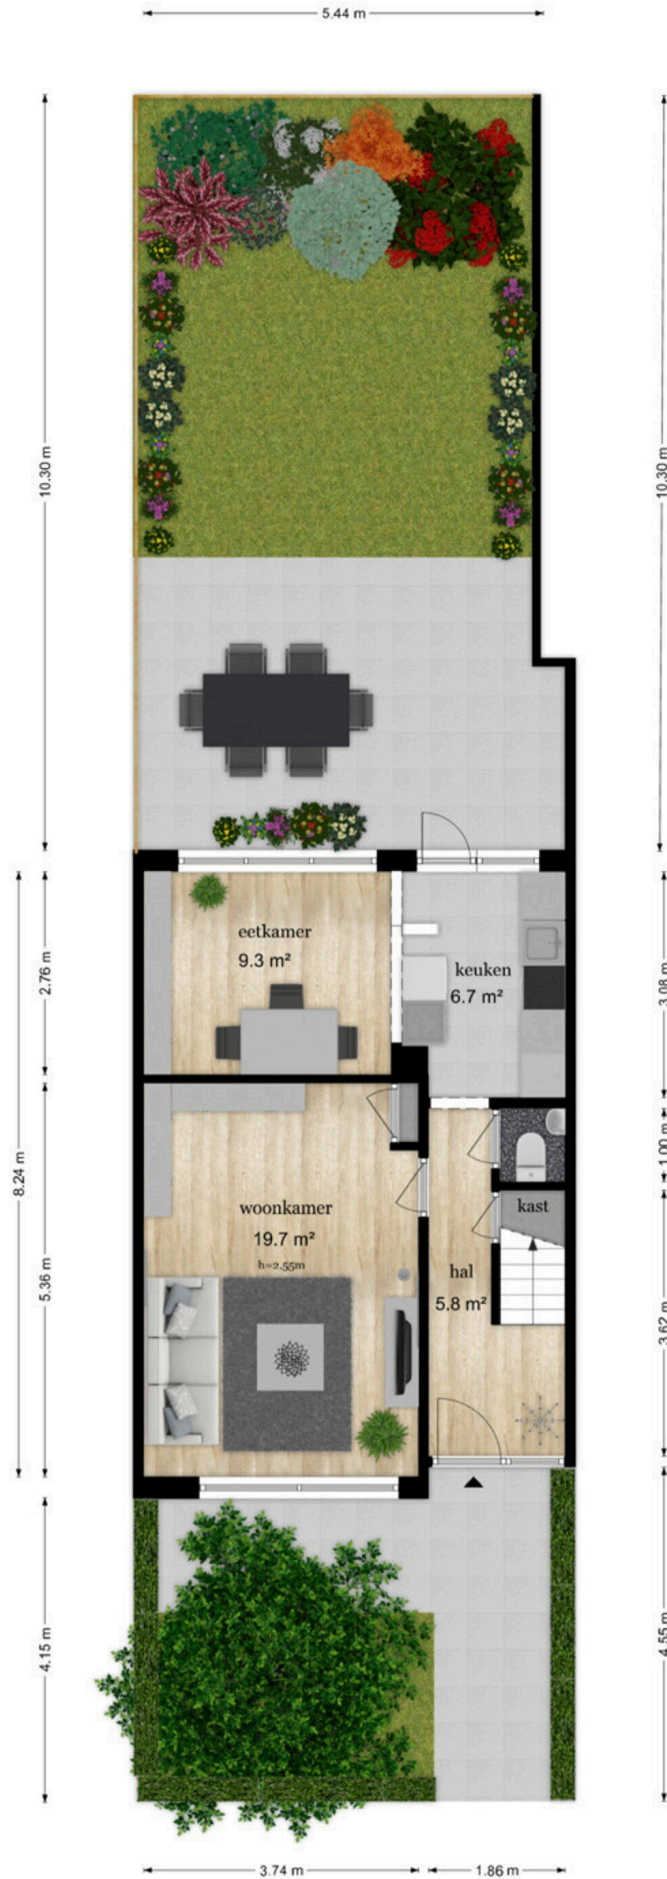 5.44 m
10.30 m
10.30 m
eetkamer
9.3 m²
keuken
6.7 m²
2.76 m
3.08 m
8.24 m
1.00 m
woonkamer
19.7 m²
h=2.55m
kast
hal
5.8 m²
5.36 m
3.62 m
4.15 m
4.55 m
3.74 m
1.86 m